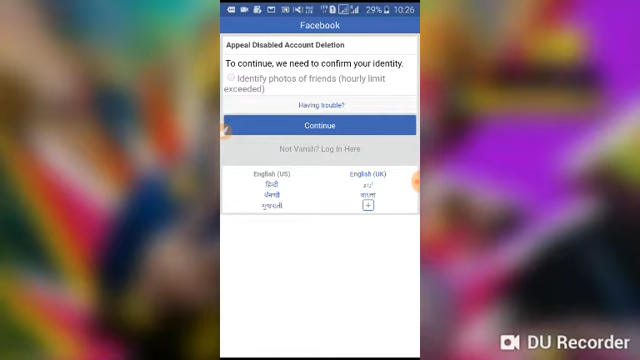 29% 10:26
Facebook
Appeal Disabled Account Deletion
To continue, we need to confirm your identity.
Identify photos of friends (hourly limit
exceeded)
Having trouble?
Continue
Not Vansh? Log In Here
English (US) English (UK)
हिन्दी اردو
ਪੰਜਾਬੀ বাংলা
ગુજરાતી +
DU Recorder